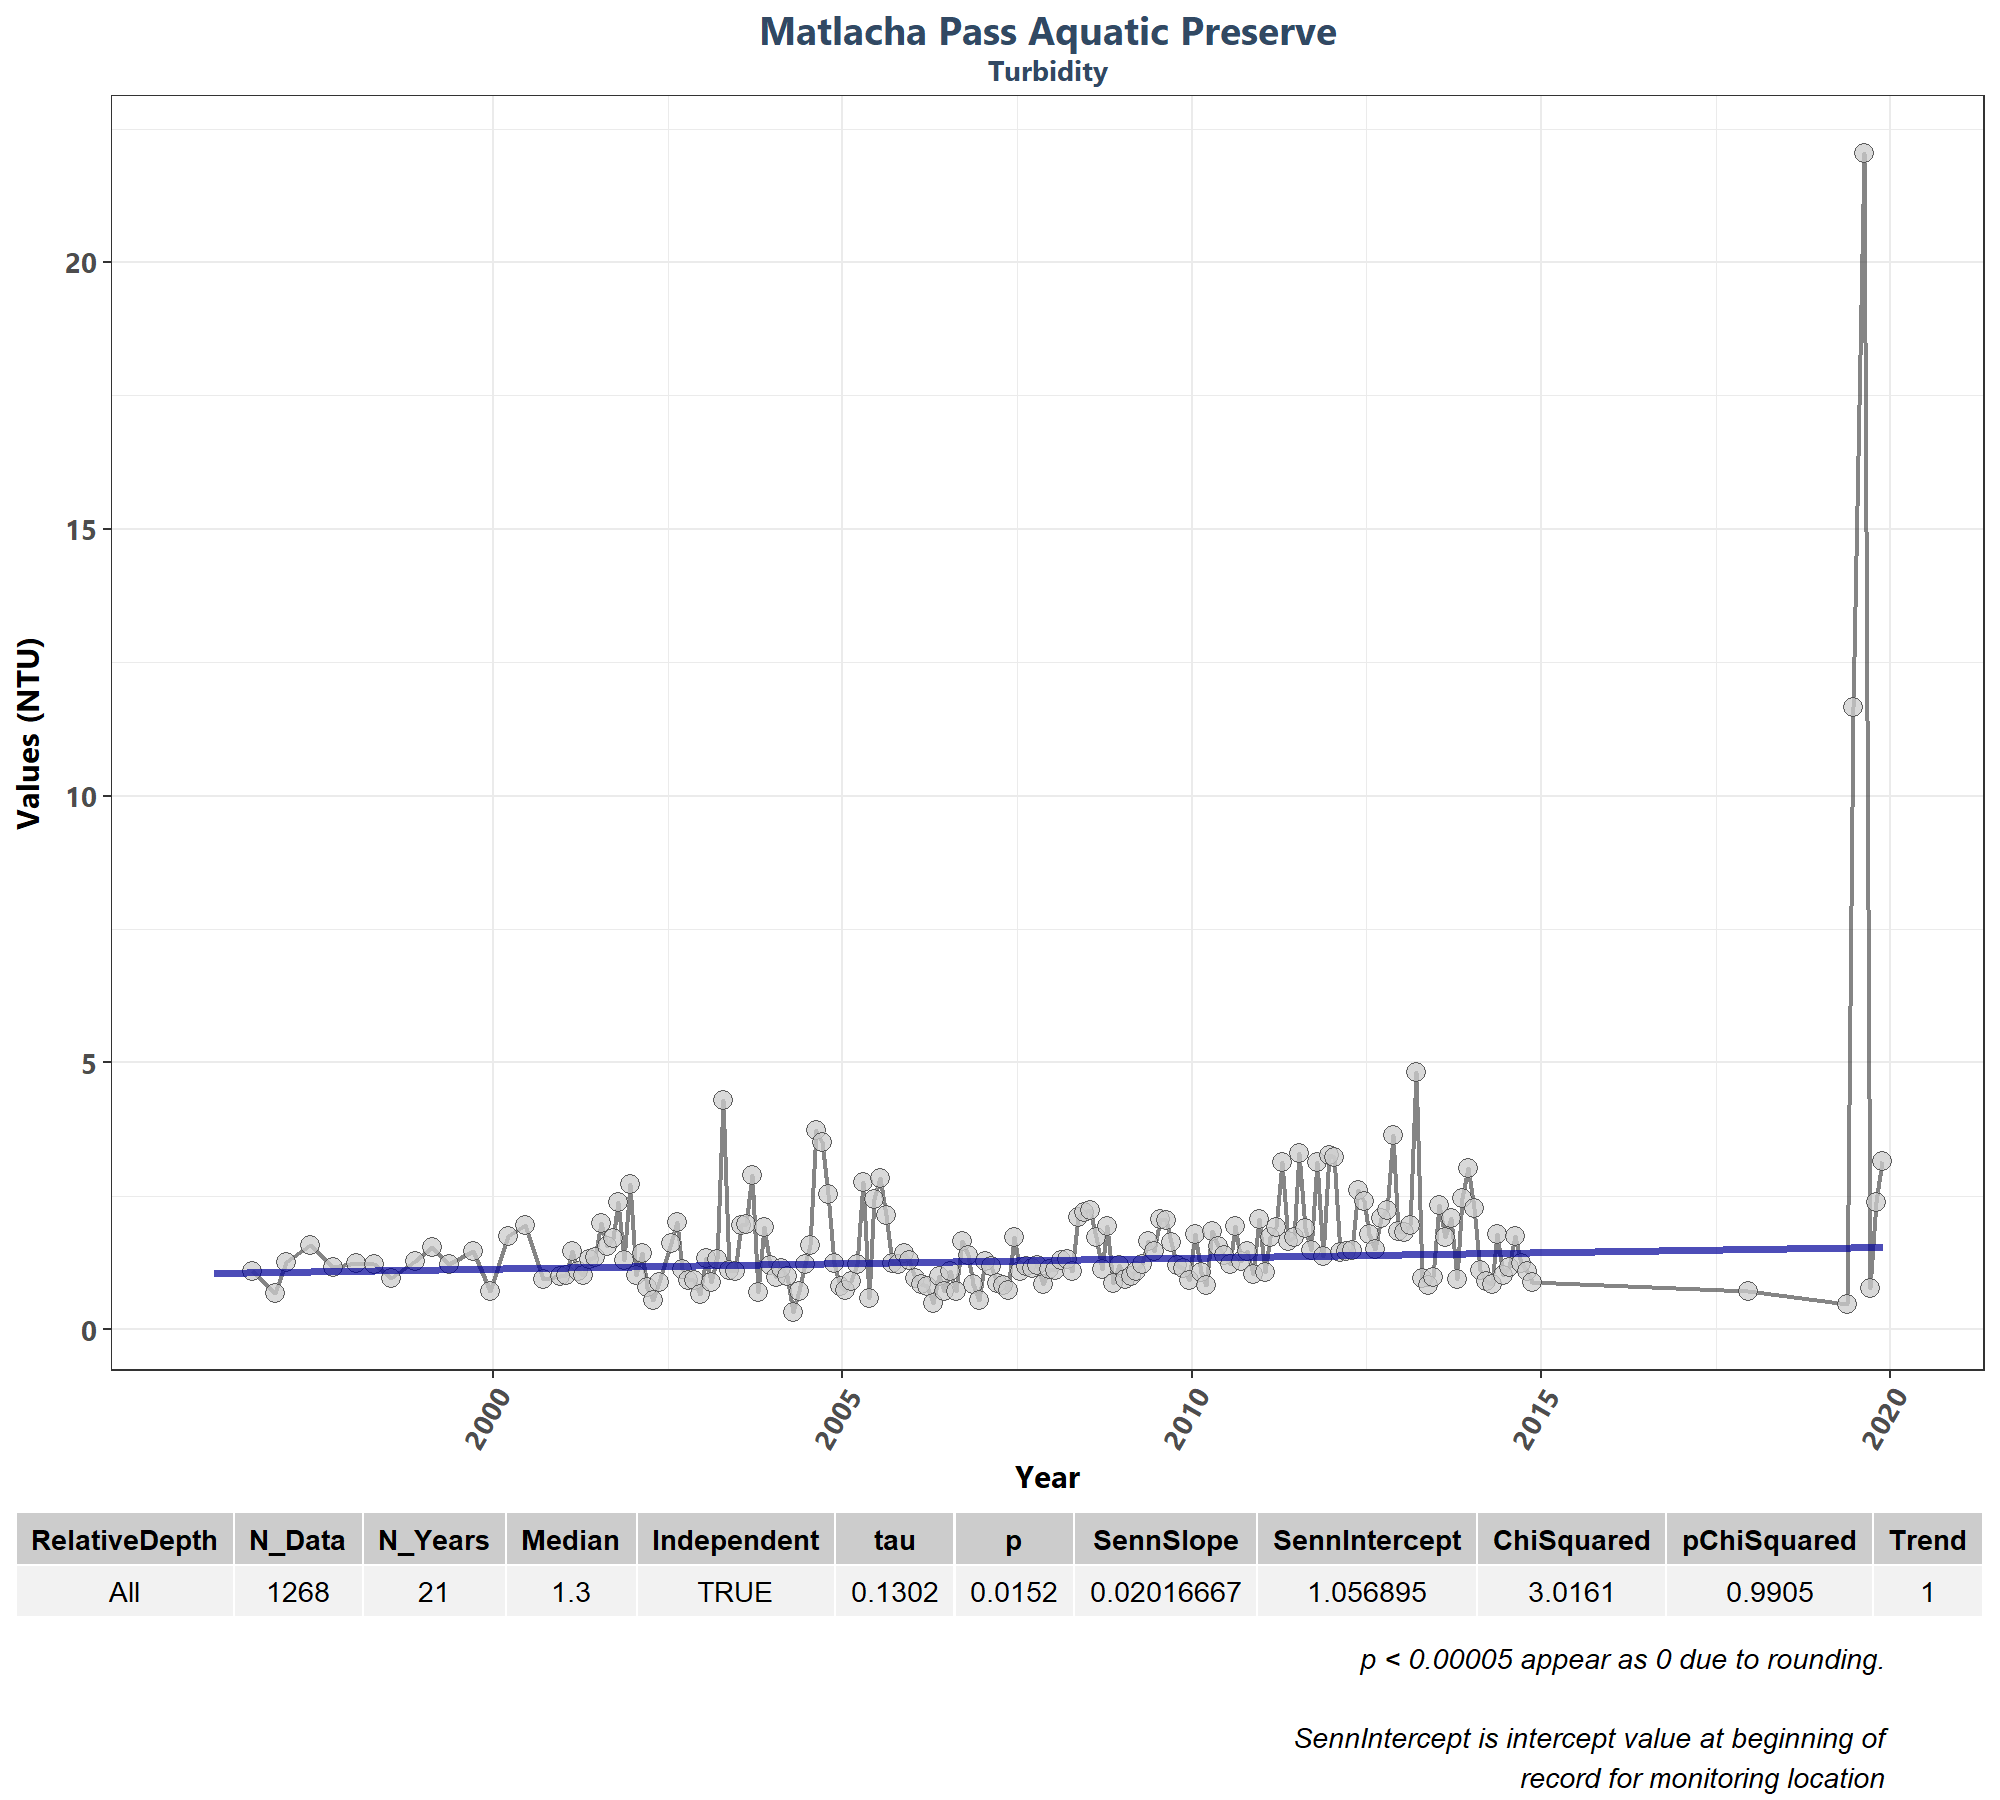 Matlacha Pass Aquatic Preserve
Turbidity
Values (NTU)
20
15
10
5
0
2000 2005 2010 2015 2020
Year
RelativeDepth N_Data N_Years Median Independent tau p SennSlope SennIntercept ChiSquared pChiSquared Trend
All 1268 21 1.3 TRUE 0.1302 0.0152 0.02016667 1.056895 3.0161 0.9905 1
p < 0.00005 appear as 0 due to rounding.
SennIntercept is intercept value at beginning of
record for monitoring location